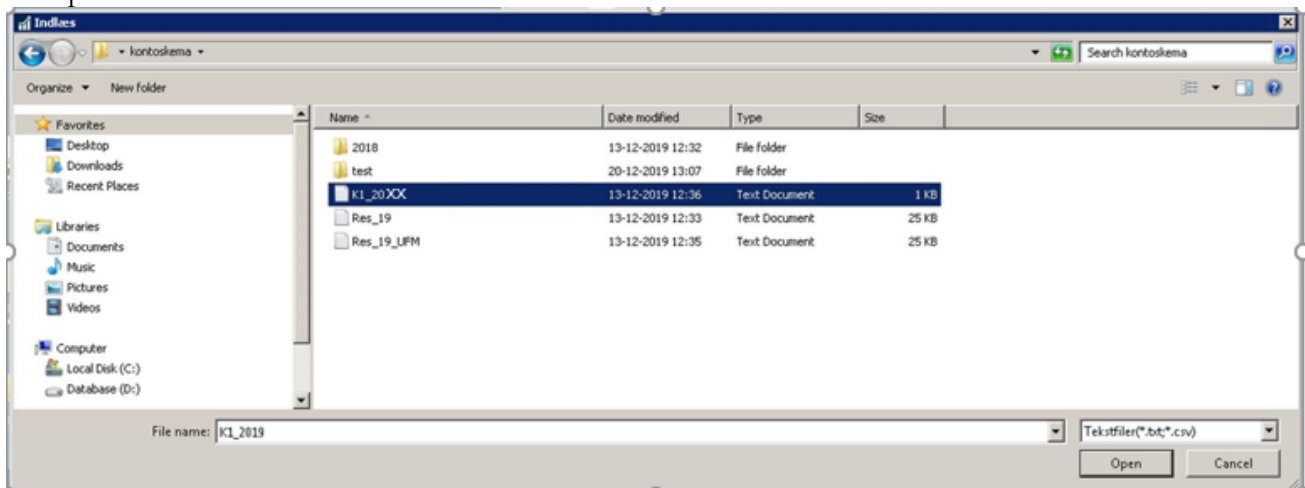 Indlæs
kontoskema
Search kontoskema
Organize
New folder
Favorites
Desktop
Downloads
Recent Places
Libraries
Documents
Music
Pictures
Videos
Computer
Local Disk (C:)
Database (D:)
Name Date modified Type Size
2018 13-12-2019 12:32 File folder
test 20-12-2019 13:07 File folder
K1_20XX 13-12-2019 12:36 Text Document 1 KB
Res_19 13-12-2019 12:33 Text Document 25 KB
Res_19_UFM 13-12-2019 12:35 Text Document 25 KB
File name: K1_2019
Tekstfiler(*.txt;*.csv)
Open Cancel